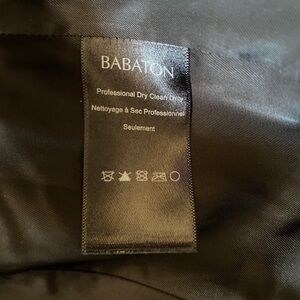 BABATON
Professional Dry Clean Only
Nettoyage à Sec Professionnel
Seulement